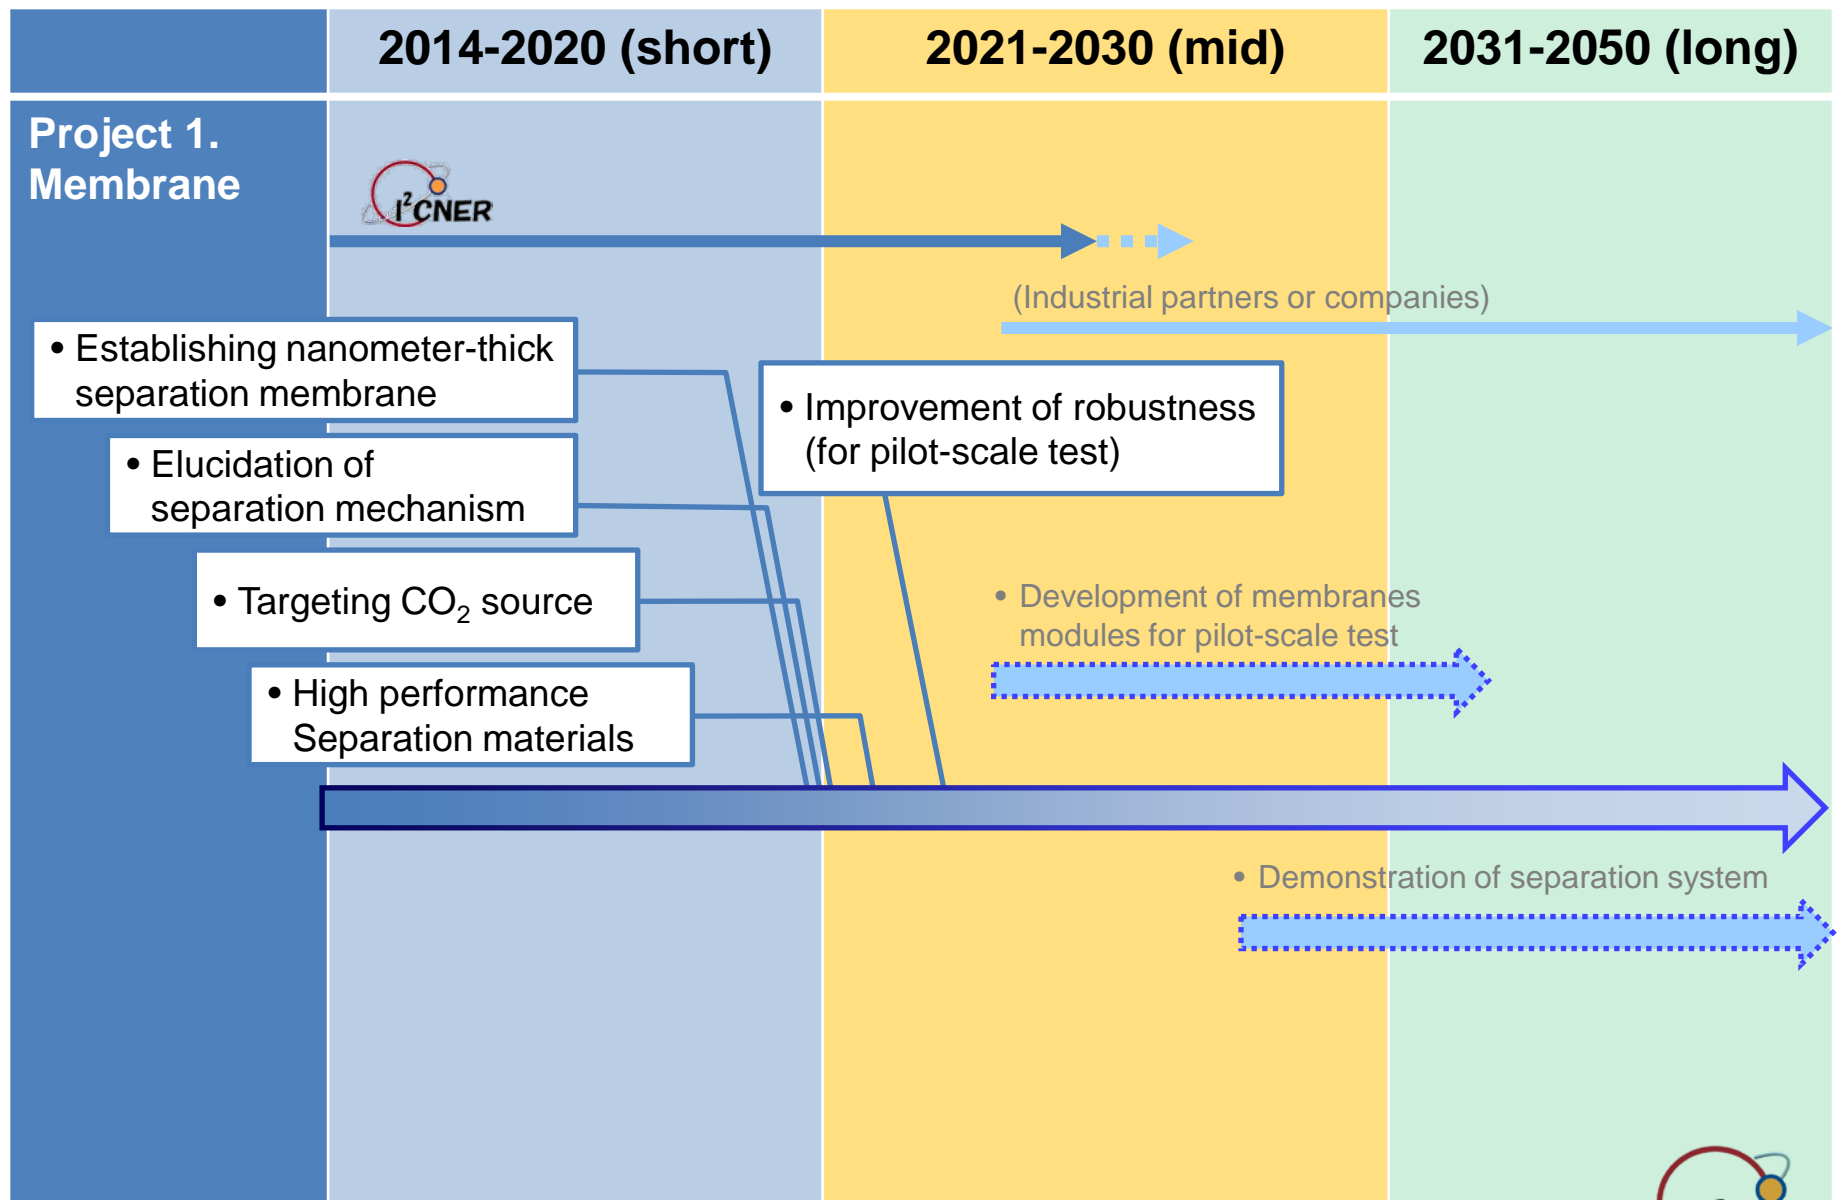 2014-2020 (short)
2021-2030 (mid)
2031-2050 (long)
Project 1.
Membrane
I²CNER
(Industrial partners or companies)
• Establishing nanometer-thick
separation membrane
• Improvement of robustness
(for pilot-scale test)
• Elucidation of
separation mechanism
• Targeting CO₂ source
• Development of membranes
modules for pilot-scale test
• High performance
Separation materials
• Demonstration of separation system